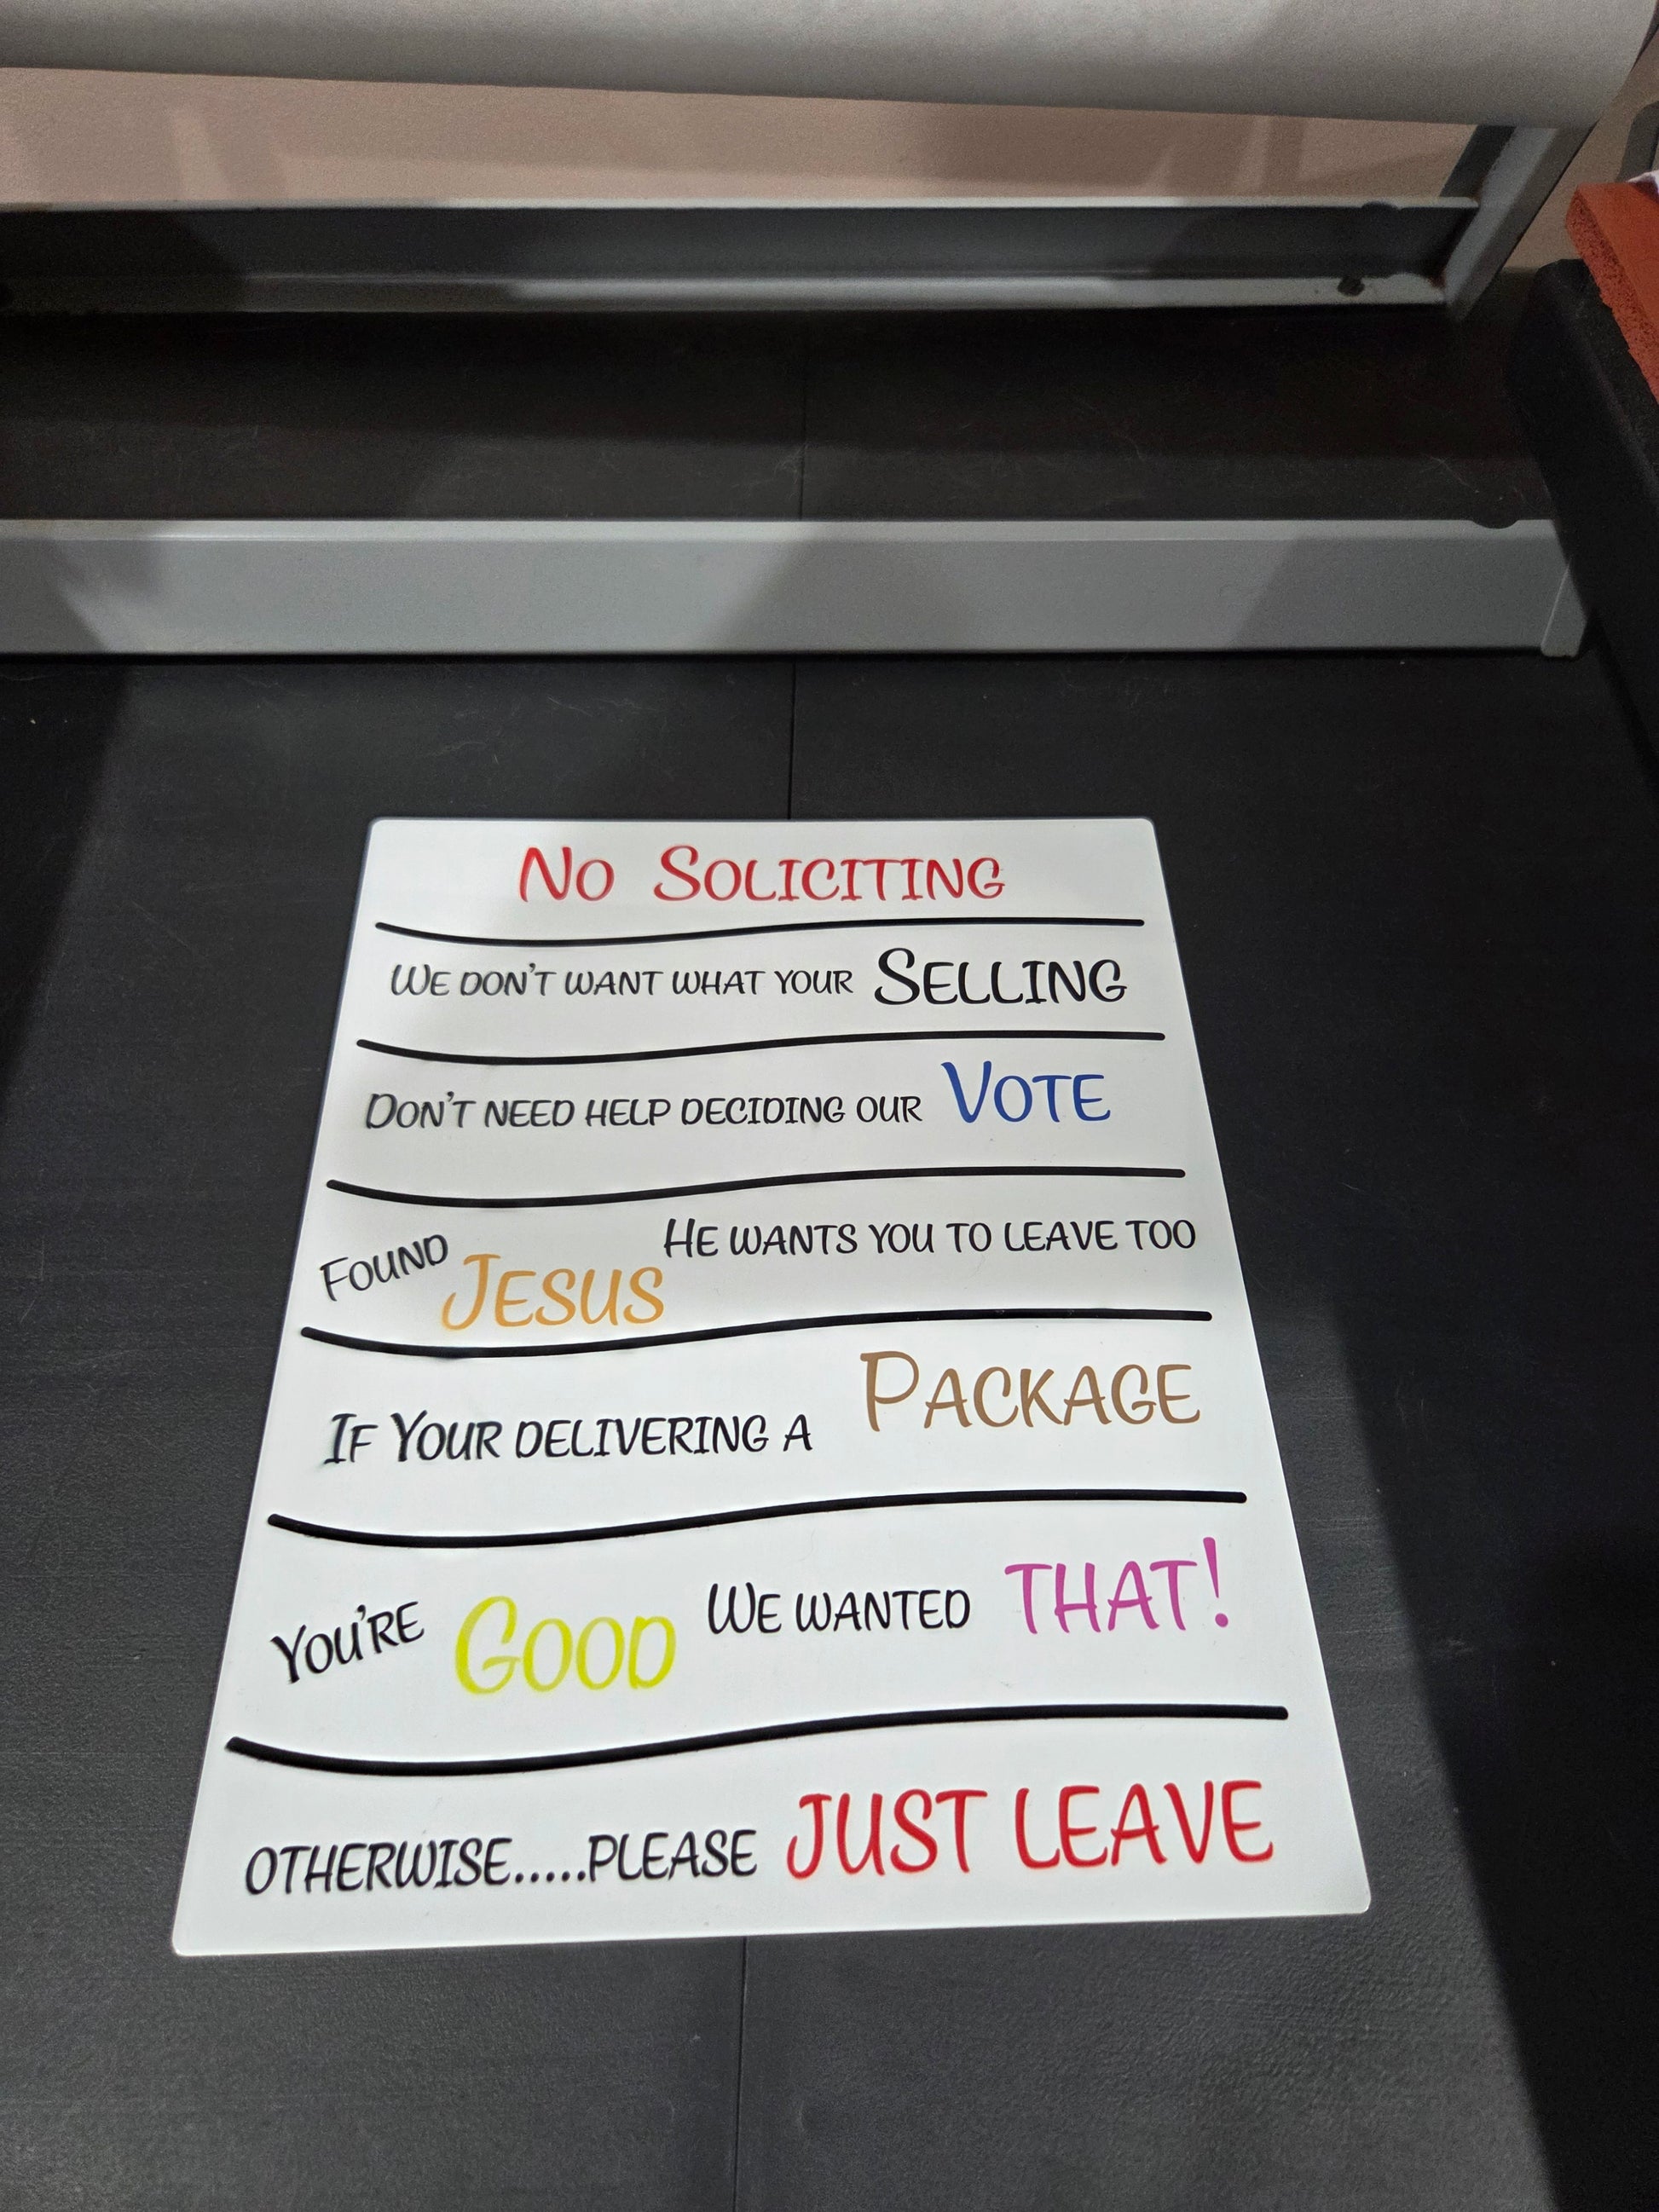 No Soliciting
We don't want what your Selling
Don't need help deciding our Vote
Found Jesus He wants you to leave too
If Your delivering a Package
You're Good We wanted THAT!
OTHERWISE.....PLEASE JUST LEAVE